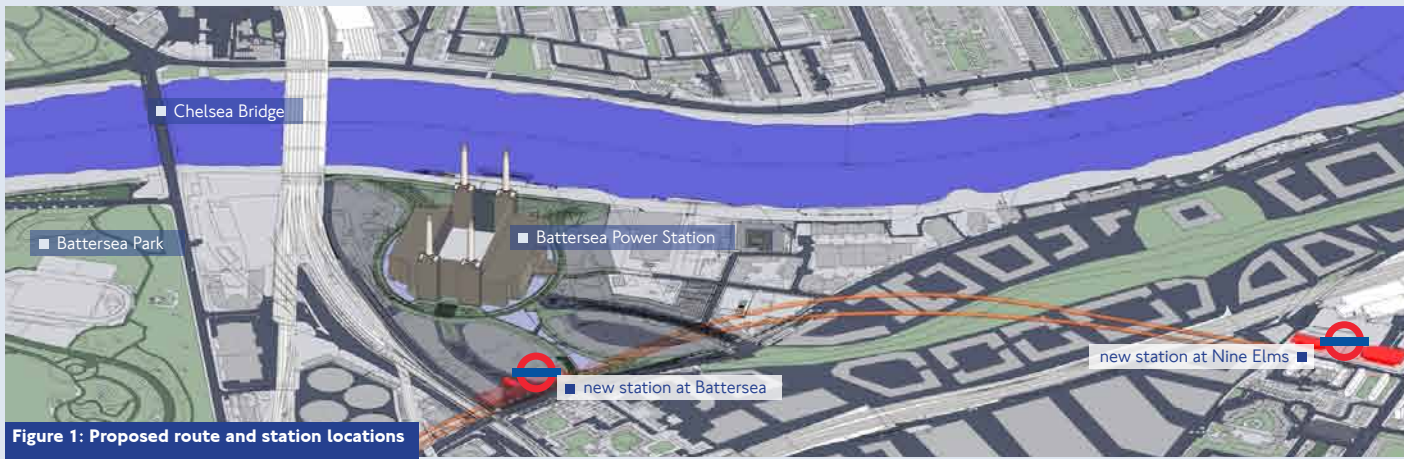 Chelsea Bridge
Battersea Park
Battersea Power Station
new station at Nine Elms
new station at Battersea
Figure 1: Proposed route and station locations